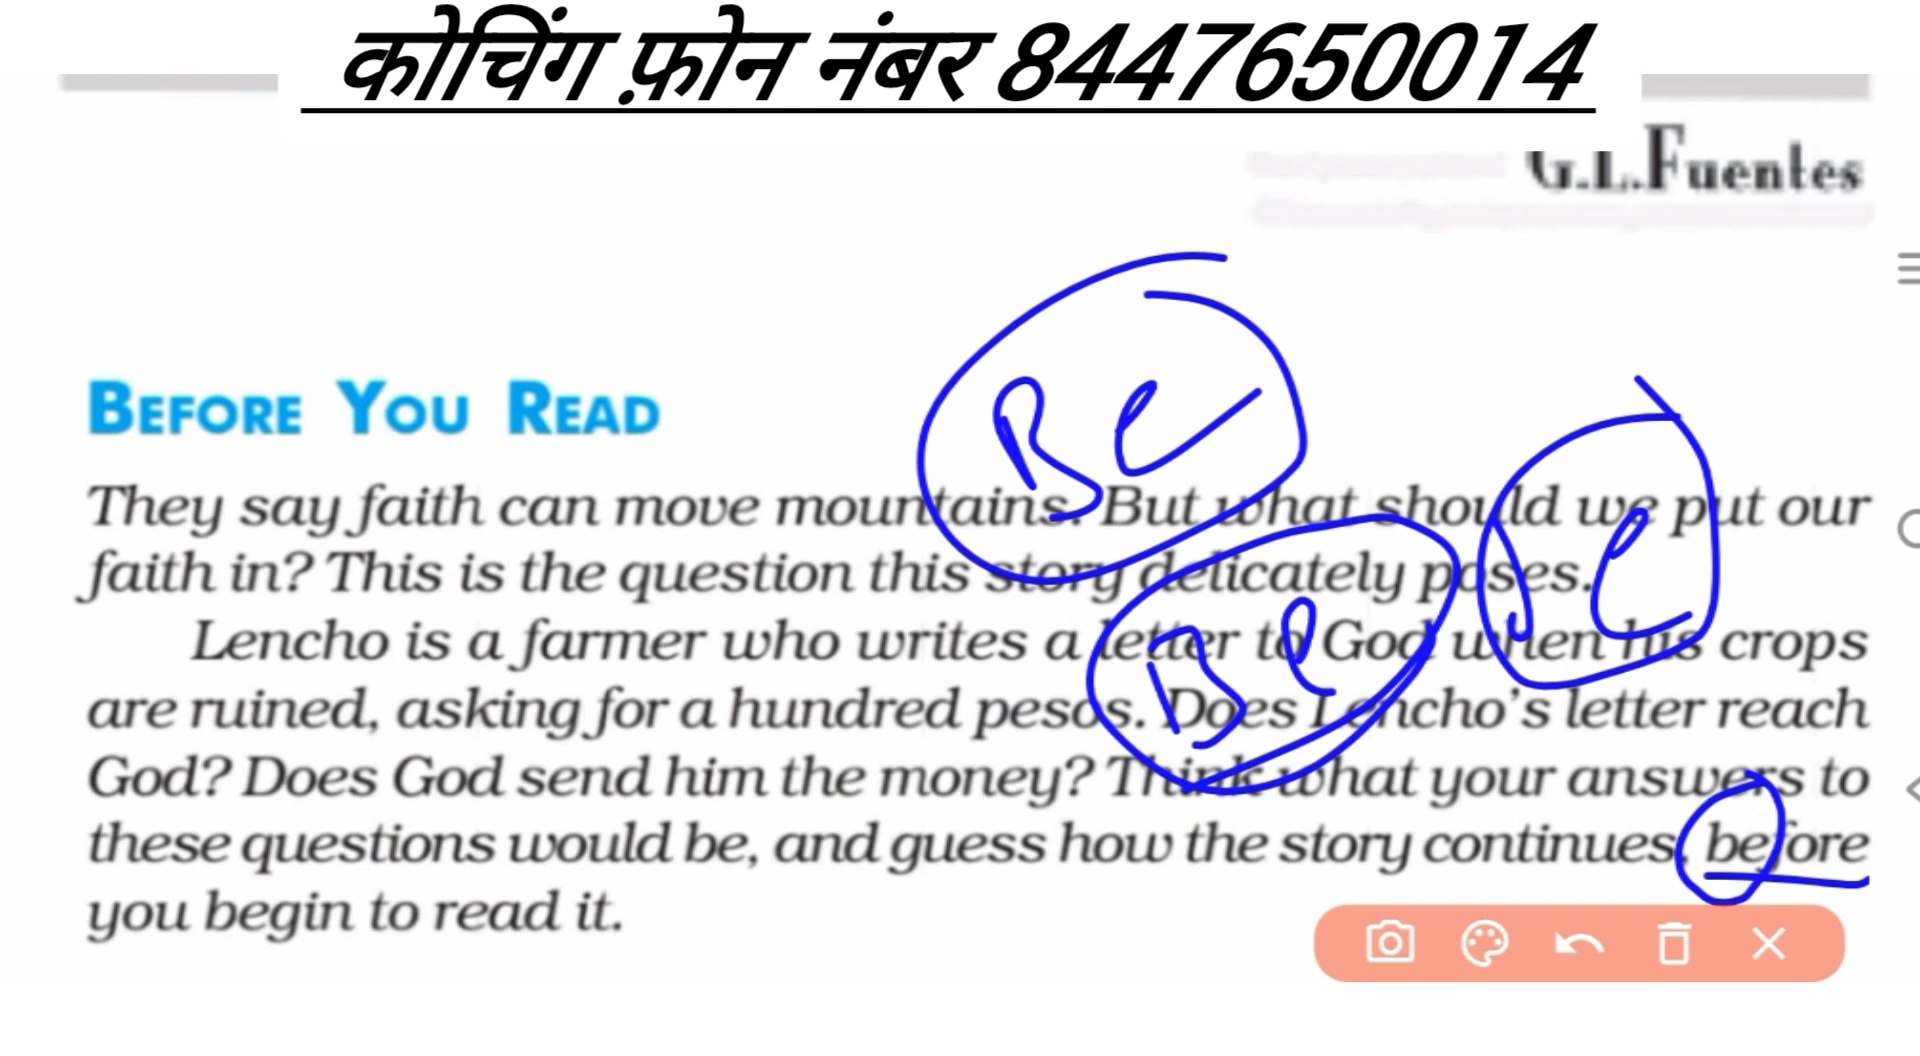 कोचिंग फ़ोन नंबर 8447650014
G.L.Fuentes
BEFORE YOU READ
Be
They say faith can move mountains. But what should we put our
faith in? This is the question this story delicately poses.
Be
Lencho is a farmer who writes a letter to God when his crops
are ruined, asking for a hundred pesos. Does Lencho's letter reach
God? Does God send him the money? Think what your answers to
these questions would be, and guess how the story continues, before
you begin to read it.